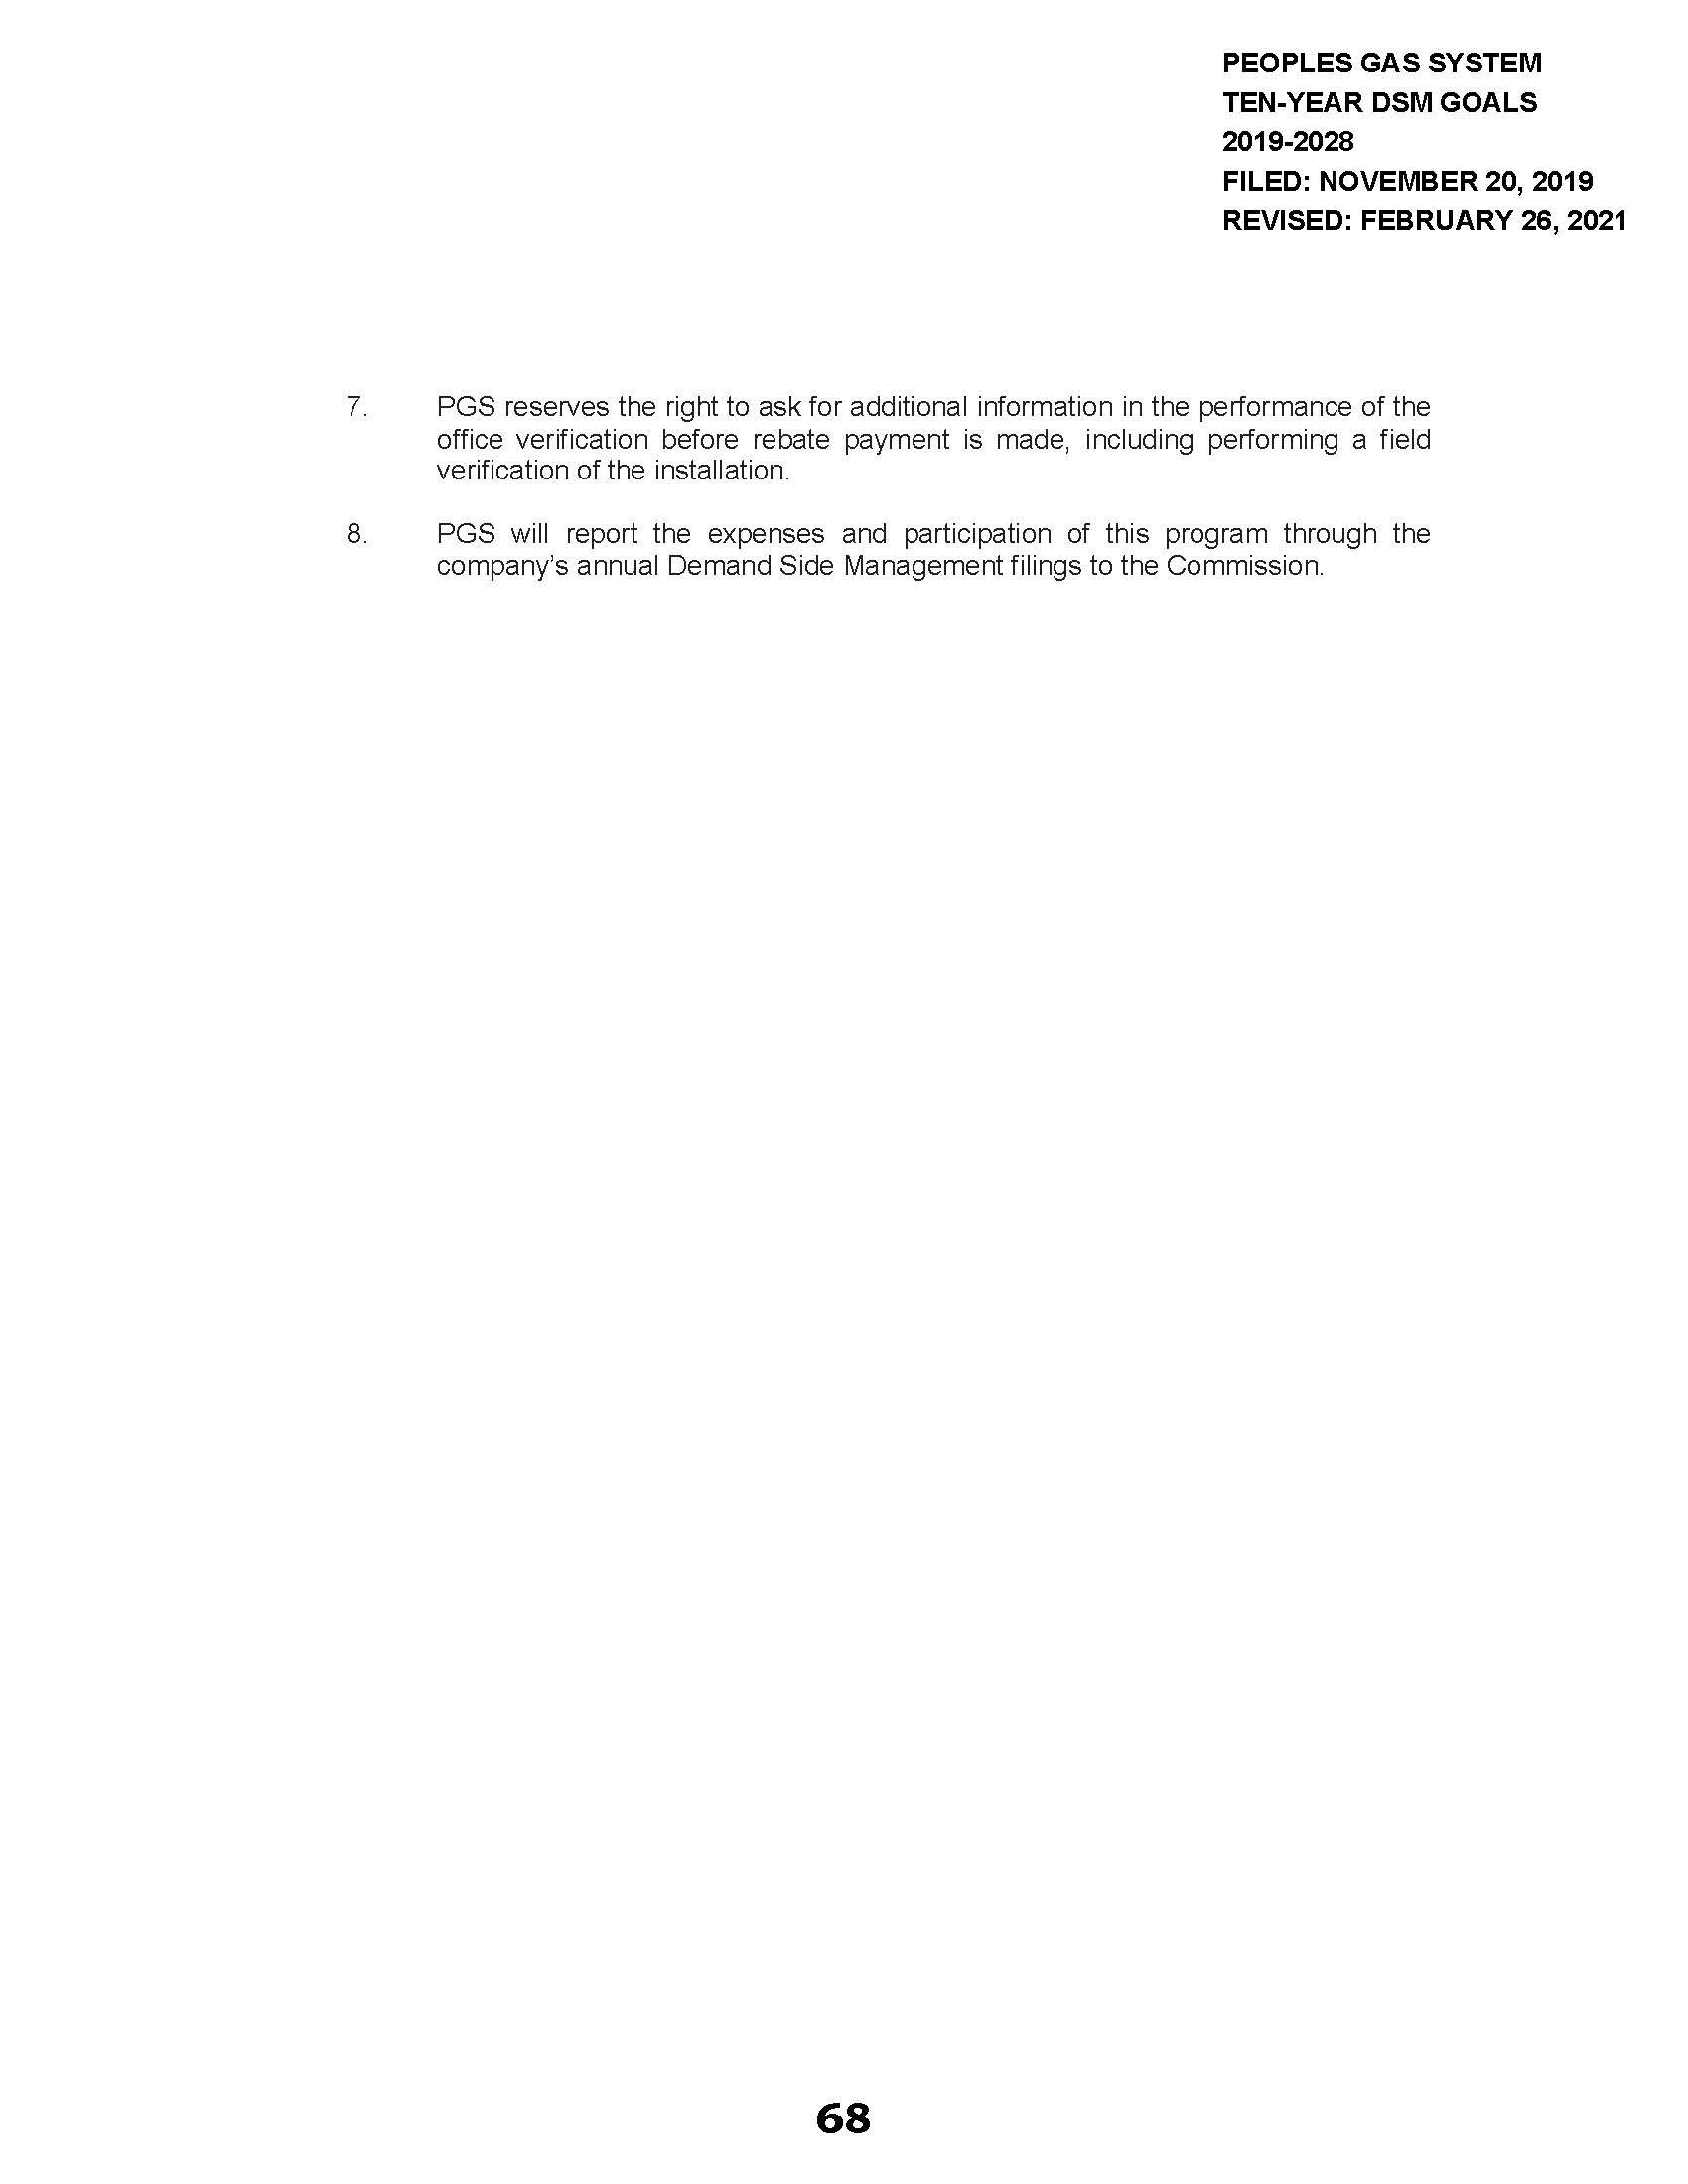 PEOPLES GAS SYSTEM
TEN-YEAR DSM GOALS
2019-2028
FILED: NOVEMBER 20, 2019
REVISED: FEBRUARY 26, 2021
7. PGS reserves the right to ask for additional information in the performance of the
office verification before rebate payment is made, including performing a field
verification of the installation.
8. PGS will report the expenses and participation of this program through the
company's annual Demand Side Management filings to the Commission.
68